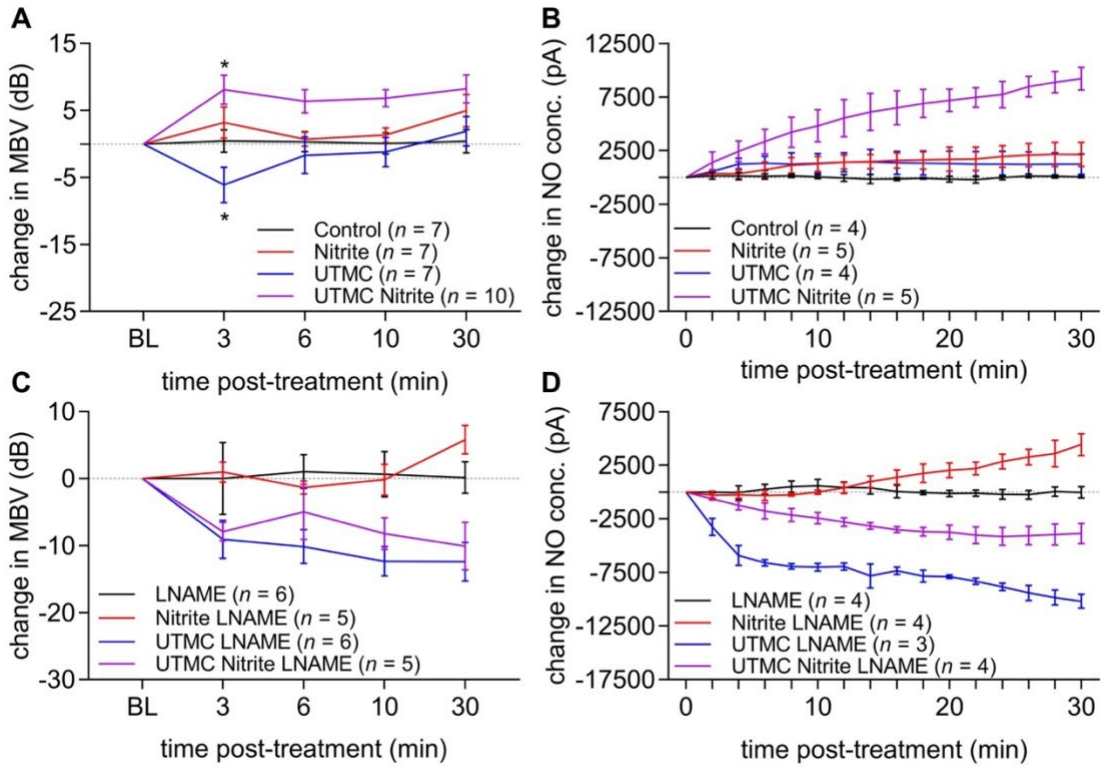 A
change in MBV (dB)
15
5
-5
-15
-25
*
*
Control (n = 7)
Nitrite (n = 7)
UTMC (n = 7)
UTMC Nitrite (n = 10)
BL 3 6 10 30
time post-treatment (min)
B
change in NO conc. (pA)
12500
7500
2500
-2500
-7500
-12500
Control (n = 4)
Nitrite (n = 5)
UTMC (n = 4)
UTMC Nitrite (n = 5)
0 10 20 30
time post-treatment (min)
C
change in MBV (dB)
10
0
-10
-20
-30
LNAME (n = 6)
Nitrite LNAME (n = 5)
UTMC LNAME (n = 6)
UTMC Nitrite LNAME (n = 5)
BL 3 6 10 30
time post-treatment (min)
D
change in NO conc. (pA)
7500
2500
-2500
-7500
-12500
-17500
LNAME (n = 4)
Nitrite LNAME (n = 4)
UTMC LNAME (n = 3)
UTMC Nitrite LNAME (n = 4)
0 10 20 30
time post-treatment (min)